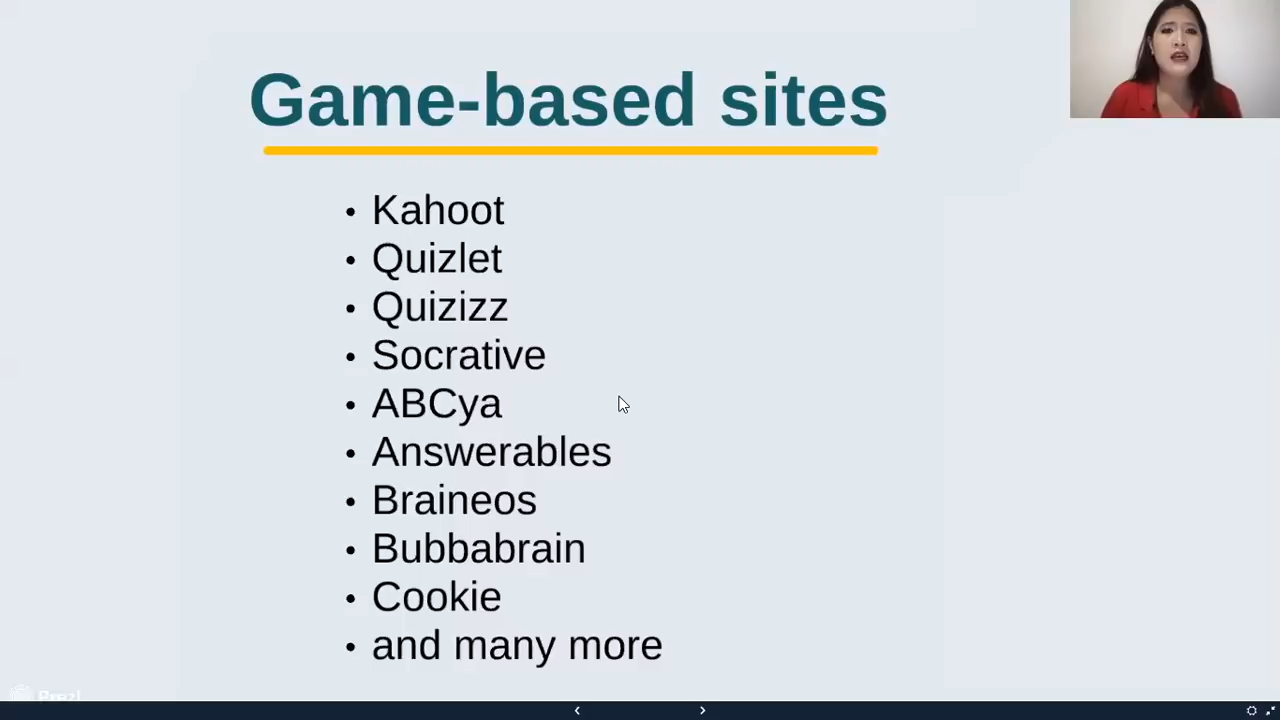 Game-based sites
• Kahoot
• Quizlet
• Quizizz
• Socrative
• ABCya
• Answerables
• Braineos
• Bubbabrain
• Cookie
• and many more
Prezi